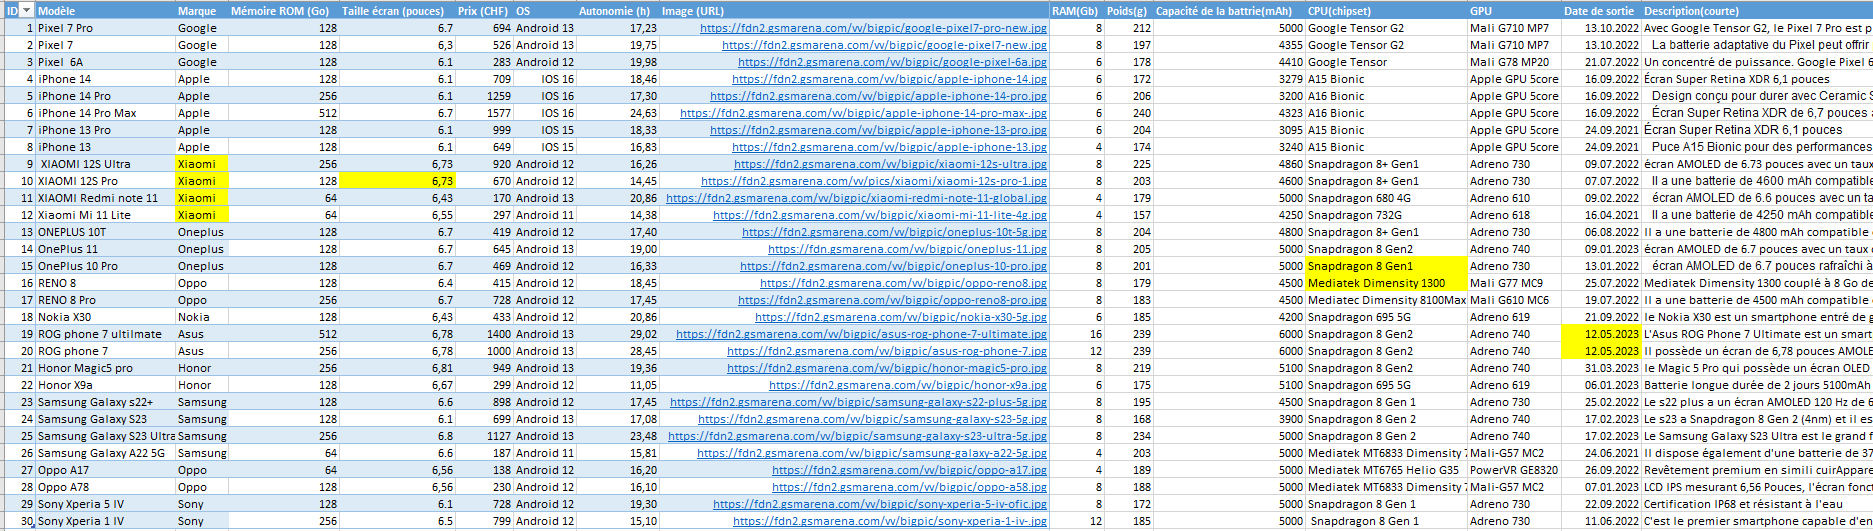 ID Modèle Marque Mémoire ROM (Go) Taille écran (pouces) Prix (CHF) OS Autonomie (h) Image (URL) RAM(Gb) Poids(g) Capacité de la battrie(mAh) CPU(chipset) GPU Date de sortie Description(courte)
1 Pixel 7 Pro Google 128 6.7 694 Android 13 17,23 https://fdn2.gsmarena.com/vv/bigpic/google-pixel7-pro-new.jpg 8 212 5000 Google Tensor G2 Mali G710 MP7 13.10.2022 Avec Google Tensor G2, le Pixel 7 Pro est p
2 Pixel 7 Google 128 6,3 526 Android 13 19,75 https://fdn2.gsmarena.com/vv/bigpic/google-pixel7-new.jpg 8 197 4355 Google Tensor G2 Mali G710 MP7 13.10.2022 La batterie adaptative du Pixel peut offrir
3 Pixel 6A Google 128 6.1 283 Android 12 19,98 https://fdn2.gsmarena.com/vv/bigpic/google-pixel-6a.jpg 6 178 4410 Google Tensor Mali G78 MP20 21.07.2022 Un concentré de puissance. Google Pixel 6
4 iPhone 14 Apple 128 6.1 709 IOS 16 18,46 https://fdn2.gsmarena.com/vv/bigpic/apple-iphone-14.jpg 6 172 3279 A15 Bionic Apple GPU 5core 16.09.2022 Écran Super Retina XDR 6,1 pouces
5 iPhone 14 Pro Apple 256 6.1 1259 IOS 16 17,30 https://fdn2.gsmarena.com/vv/bigpic/apple-iphone-14-pro.jpg 6 206 3200 A16 Bionic Apple GPU 5core 16.09.2022 Design conçu pour durer avec Ceramic S
6 iPhone 14 Pro Max Apple 512 6.7 1577 IOS 16 24,63 https://fdn2.gsmarena.com/vv/bigpic/apple-iphone-14-pro-max-.jpg 6 240 4323 A16 Bionic Apple GPU 5core 16.09.2022 Écran Super Retina XDR de 6,7 pouces a
7 iPhone 13 Pro Apple 128 6.1 999 IOS 15 18,33 https://fdn2.gsmarena.com/vv/bigpic/apple-iphone-13-pro.jpg 6 204 3095 A15 Bionic Apple GPU 5core 24.09.2021 Écran Super Retina XDR 6,1 pouces
8 iPhone 13 Apple 128 6.1 649 IOS 15 16,83 https://fdn2.gsmarena.com/vv/bigpic/apple-iphone-13.jpg 4 174 3240 A15 Bionic Apple GPU 5core 24.09.2021 Puce A15 Bionic pour des performances
9 XIAOMI 12S Ultra Xiaomi 256 6,73 920 Android 12 16,26 https://fdn2.gsmarena.com/vv/bigpic/xiaomi-12s-ultra.jpg 8 225 4860 Snapdragon 8+ Gen1 Adreno 730 09.07.2022 écran AMOLED de 6.73 pouces avec un taux
10 XIAOMI 12S Pro Xiaomi 128 6,73 670 Android 12 14,45 https://fdn2.gsmarena.com/vv/pics/xiaomi/xiaomi-12s-pro-1.jpg 8 203 4600 Snapdragon 8+ Gen1 Adreno 730 07.07.2022 Il a une batterie de 4600 mAh compatible
11 XIAOMI Redmi note 11 Xiaomi 64 6,43 170 Android 13 20,86 https://fdn2.gsmarena.com/vv/bigpic/xiaomi-redmi-note-11-global.jpg 4 179 5000 Snapdragon 680 4G Adreno 610 09.02.2022 écran AMOLED de 6.6 pouces avec un ta
12 Xiaomi Mi 11 Lite Xiaomi 64 6,55 297 Android 11 14,38 https://fdn2.gsmarena.com/vv/bigpic/xiaomi-mi-11-lite-4g.jpg 4 157 4250 Snapdragon 732G Adreno 618 16.04.2021 Il a une batterie de 4250 mAh compatible
13 ONEPLUS 10T Oneplus 128 6.7 419 Android 12 17,40 https://fdn2.gsmarena.com/vv/bigpic/oneplus-10t-5g.jpg 8 204 4800 Snapdragon 8+ Gen1 Adreno 730 06.08.2022 Il a une batterie de 4800 mAh compatible
14 OnePlus 11 Oneplus 128 6.7 645 Android 13 19,00 https://fdn.gsmarena.com/vv/bigpic/oneplus-11.jpg 8 205 5000 Snapdragon 8 Gen2 Adreno 740 09.01.2023 écran AMOLED de 6.7 pouces avec un taux
15 OnePlus 10 Pro Oneplus 128 6.7 469 Android 12 16,33 https://fdn2.gsmarena.com/vv/bigpic/oneplus-10-pro.jpg 8 201 5000 Snapdragon 8 Gen1 Adreno 730 13.01.2022 écran AMOLED de 6.7 pouces rafraîchi à
16 RENO 8 Oppo 128 6.4 415 Android 12 18,45 https://fdn2.gsmarena.com/vv/bigpic/oppo-reno8.jpg 8 179 4500 Mediatek Dimensity 1300 Mali G77 MC9 25.07.2022 Mediatek Dimensity 1300 couplé à 8 Go de
17 RENO 8 Pro Oppo 256 6.7 728 Android 12 17,45 https://fdn2.gsmarena.com/vv/bigpic/oppo-reno8-pro.jpg 8 183 4500 Mediatec Dimensity 8100Max Mali G610 MC6 19.07.2022 Il a une batterie de 4500 mAh compatible
18 Nokia X30 Nokia 128 6,43 433 Android 12 20,86 https://fdn2.gsmarena.com/vv/bigpic/nokia-x30-5g.jpg 6 185 4200 Snapdragon 695 5G Adreno 619 21.09.2022 le Nokia X30 est un smartphone entré de g
19 ROG phone 7 ultilmate Asus 512 6,78 1400 Android 13 29,02 https://fdn2.gsmarena.com/vv/bigpic/asus-rog-phone-7-ultimate.jpg 16 239 6000 Snapdragon 8 Gen2 Adreno 740 12.05.2023 L'Asus ROG Phone 7 Ultimate est un smart
20 ROG phone 7 Asus 256 6,78 1000 Android 13 28,45 https://fdn2.gsmarena.com/vv/bigpic/asus-rog-phone-7.jpg 12 239 6000 Snapdragon 8 Gen2 Adreno 740 12.05.2023 Il possède un écran de 6,78 pouces AMOLE
21 Honor Magic5 pro Honor 256 6,81 949 Android 13 19,36 https://fdn2.gsmarena.com/vv/bigpic/honor-magic5-pro.jpg 8 219 5100 Snapdragon 8 Gen2 Adreno 740 31.03.2023 le Magic 5 Pro qui possède un écran OLED
22 Honor X9a Honor 128 6,67 299 Android 12 11,05 https://fdn2.gsmarena.com/vv/bigpic/honor-x9a.jpg 6 175 5100 Snapdragon 695 5G Adreno 619 06.01.2023 Batterie longue durée de 2 jours 5100mAh
23 Samsung Galaxy s22+ Samsung 128 6.6 898 Android 12 17,45 https://fdn2.gsmarena.com/vv/bigpic/samsung-galaxy-s22-plus-5g.jpg 8 195 4500 Snapdragon 8 Gen 1 Adreno 730 25.02.2022 Le s22 plus a un écran AMOLED 120 Hz de 6
24 Samsung Galaxy S23 Samsung 128 6.1 699 Android 13 17,08 https://fdn2.gsmarena.com/vv/bigpic/samsung-galaxy-s23-5g.jpg 8 168 3900 Snapdragon 8 Gen 2 Adreno 740 17.02.2023 Le s23 a Snapdragon 8 Gen 2 (4nm) et il es
25 Samsung Galaxy S23 Ultra Samsung 256 6.8 1127 Android 13 23,48 https://fdn2.gsmarena.com/vv/bigpic/samsung-galaxy-s23-ultra-5g.jpg 8 234 5000 Snapdragon 8 Gen 2 Adreno 740 17.02.2023 Le Samsung Galaxy S23 Ultra est le grand f
26 Samsung Galaxy A22 5G Samsung 64 6.6 187 Android 11 15,81 https://fdn2.gsmarena.com/vv/bigpic/samsung-galaxy-a22-5g.jpg 4 203 5000 Mediatek MT6833 Dimensity 7 Mali-G57 MC2 24.06.2021 Il dispose également d'une batterie de 37
27 Oppo A17 Oppo 64 6,56 138 Android 12 16,20 https://fdn2.gsmarena.com/vv/bigpic/oppo-a17.jpg 4 189 5000 Mediatek MT6765 Helio G35 PowerVR GE8320 26.09.2022 Revêtement premium en simili cuirAppare
28 Oppo A78 Oppo 128 6,56 230 Android 12 16,10 https://fdn2.gsmarena.com/vv/bigpic/oppo-a58.jpg 8 188 5000 Mediatek MT6833 Dimensity 7 Mali-G57 MC2 07.01.2023 LCD IPS mesurant 6,56 Pouces, l'écran fonct
29 Sony Xperia 5 IV Sony 128 6.1 728 Android 12 19,30 https://fdn2.gsmarena.com/vv/bigpic/sony-xperia-5-iv-ofic.jpg 8 172 5000 Snapdragon 8 Gen 1 Adreno 730 22.09.2022 Certification IP68 et résistant à l'eau
30 Sony Xperia 1 IV Sony 256 6.5 799 Android 12 15,10 https://fdn2.gsmarena.com/vv/bigpic/sony-xperia-1-iv-.jpg 12 185 5000 Snapdragon 8 Gen1 Adreno 730 11.06.2022 C'est le premier smartphone capable d'en